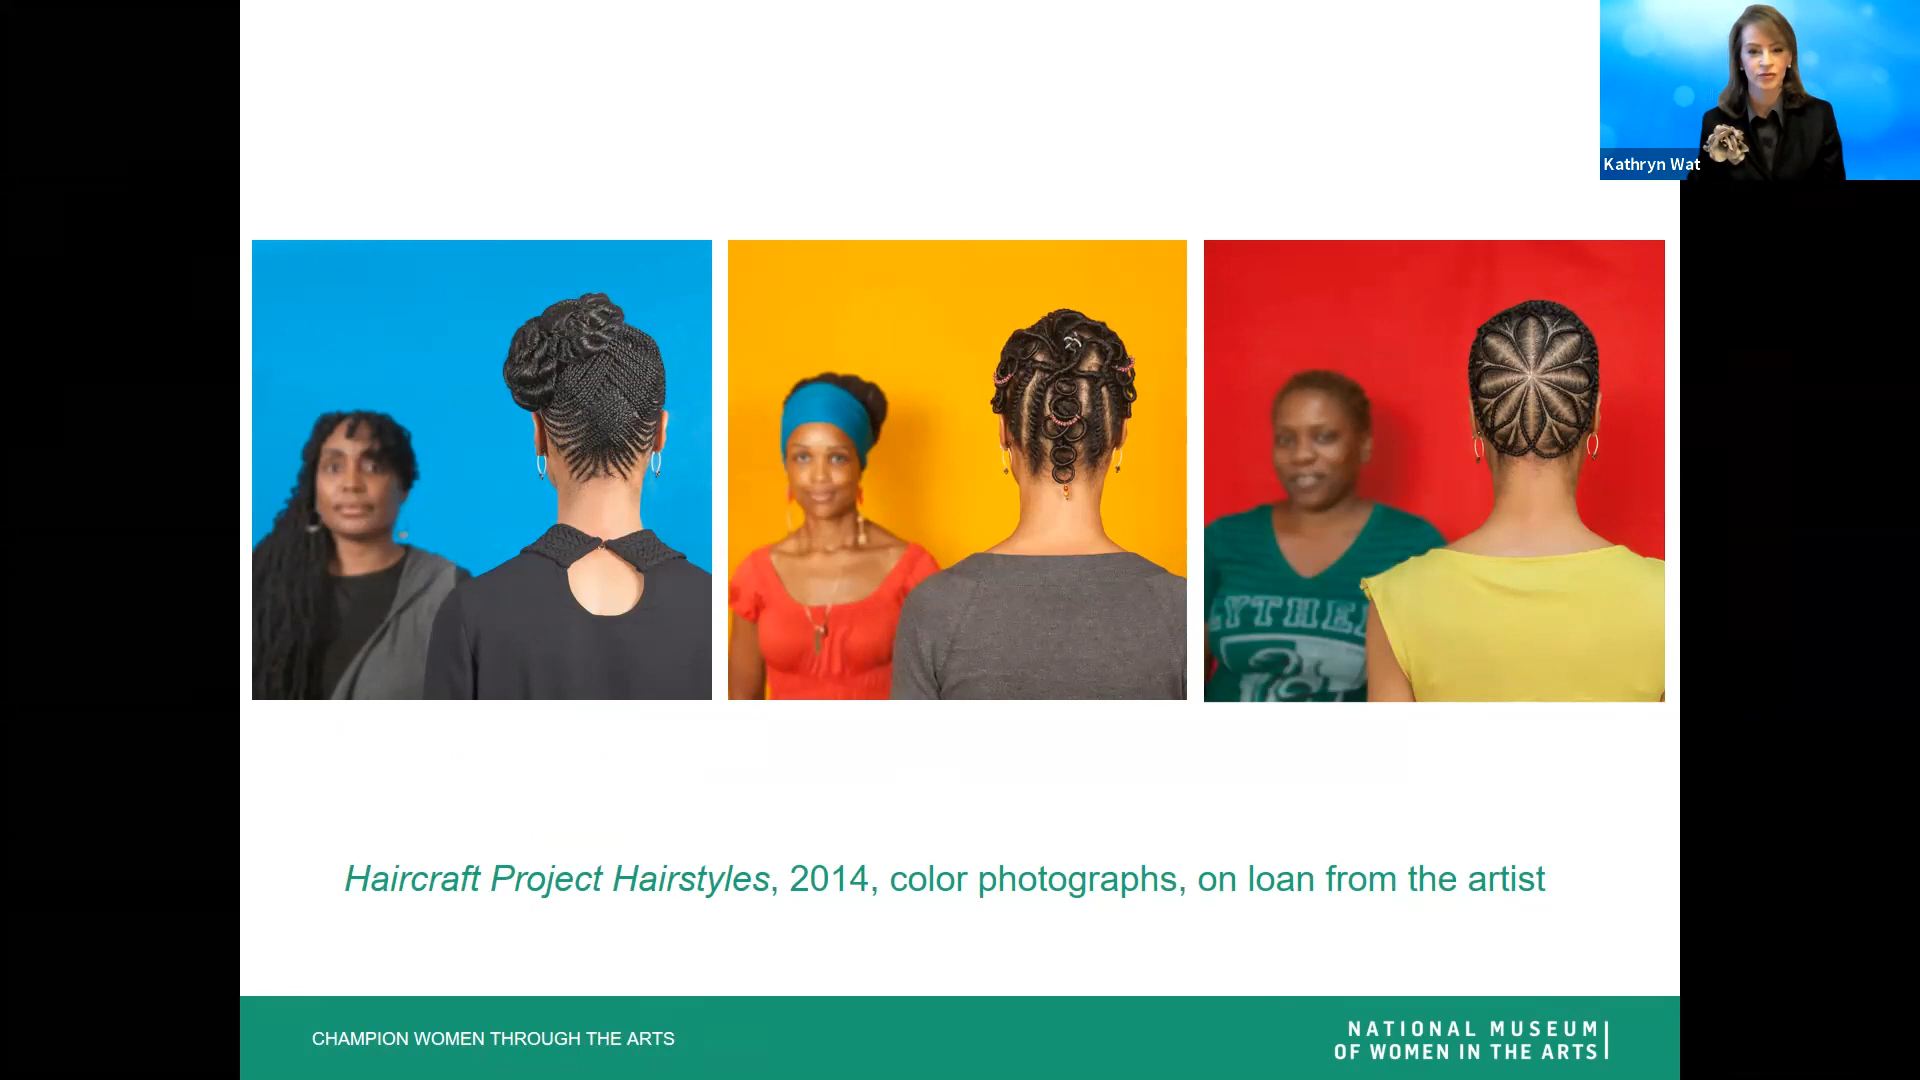 Kathryn Wat
Haircraft Project Hairstyles, 2014, color photographs, on loan from the artist
CHAMPION WOMEN THROUGH THE ARTS
NATIONAL MUSEUM
OF WOMEN IN THE ARTS